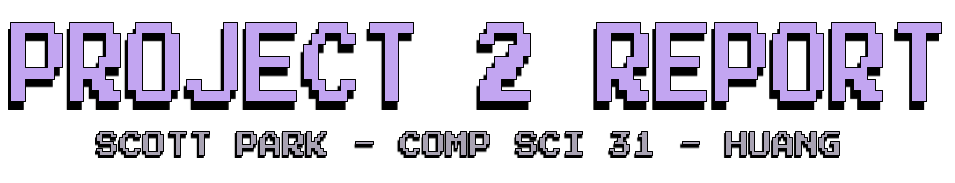 PROJECT 2 REPORT
SCOTT PARK - COMP SCI 31 - HUANG